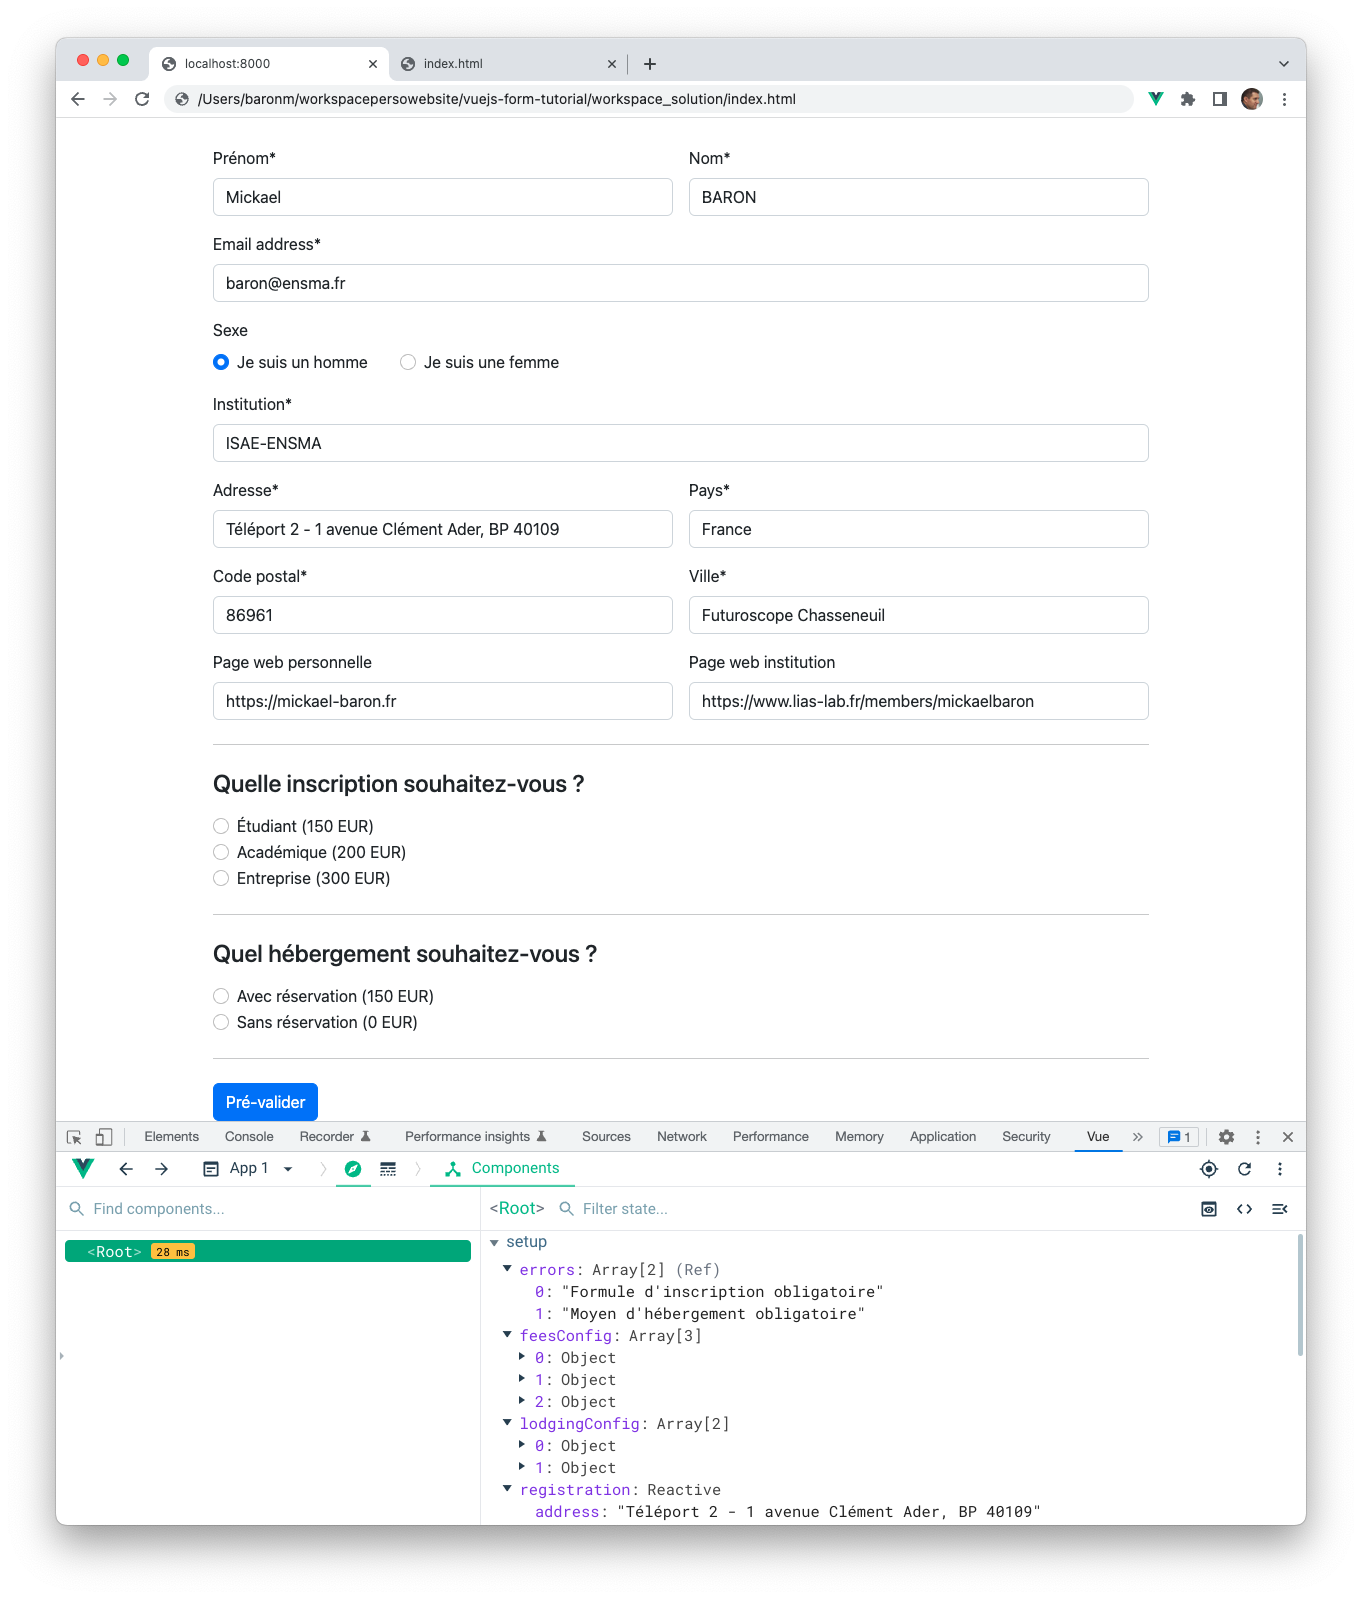 localhost:8000
index.html
/Users/baronm/workspacepersowebsite/vuejs-form-tutorial/workspace_solution/index.html
Prénom* Nom*
Mickael BARON
Email address*
baron@ensma.fr
Sexe
Je suis un homme Je suis une femme
Institution*
ISAE-ENSMA
Adresse* Pays*
Téléport 2 - 1 avenue Clément Ader, BP 40109 France
Code postal* Ville*
86961 Futuroscope Chasseneuil
Page web personnelle Page web institution
https://mickael-baron.fr https://www.lias-lab.fr/members/mickaelbaron
Quelle inscription souhaitez-vous ?
Étudiant (150 EUR)
Académique (200 EUR)
Entreprise (300 EUR)
Quel hébergement souhaitez-vous ?
Avec réservation (150 EUR)
Sans réservation (0 EUR)
Pré-valider
Elements Console Recorder Performance insights Sources Network Performance Memory Application Security Vue 1
App 1 Components
Find components... <Root> Filter state...
<Root> 28 ms
setup
errors: Array[2] (Ref)
0: "Formule d'inscription obligatoire"
1: "Moyen d'hébergement obligatoire"
feesConfig: Array[3]
0: Object
1: Object
2: Object
lodgingConfig: Array[2]
0: Object
1: Object
registration: Reactive
address: "Téléport 2 - 1 avenue Clément Ader, BP 40109"